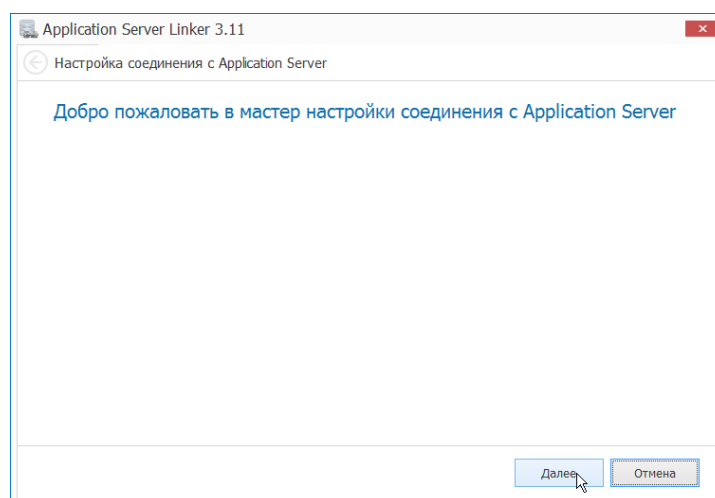 Application Server Linker 3.11
Настройка соединения с Application Server
Добро пожаловать в мастер настройки соединения с Application Server
Далее
Отмена